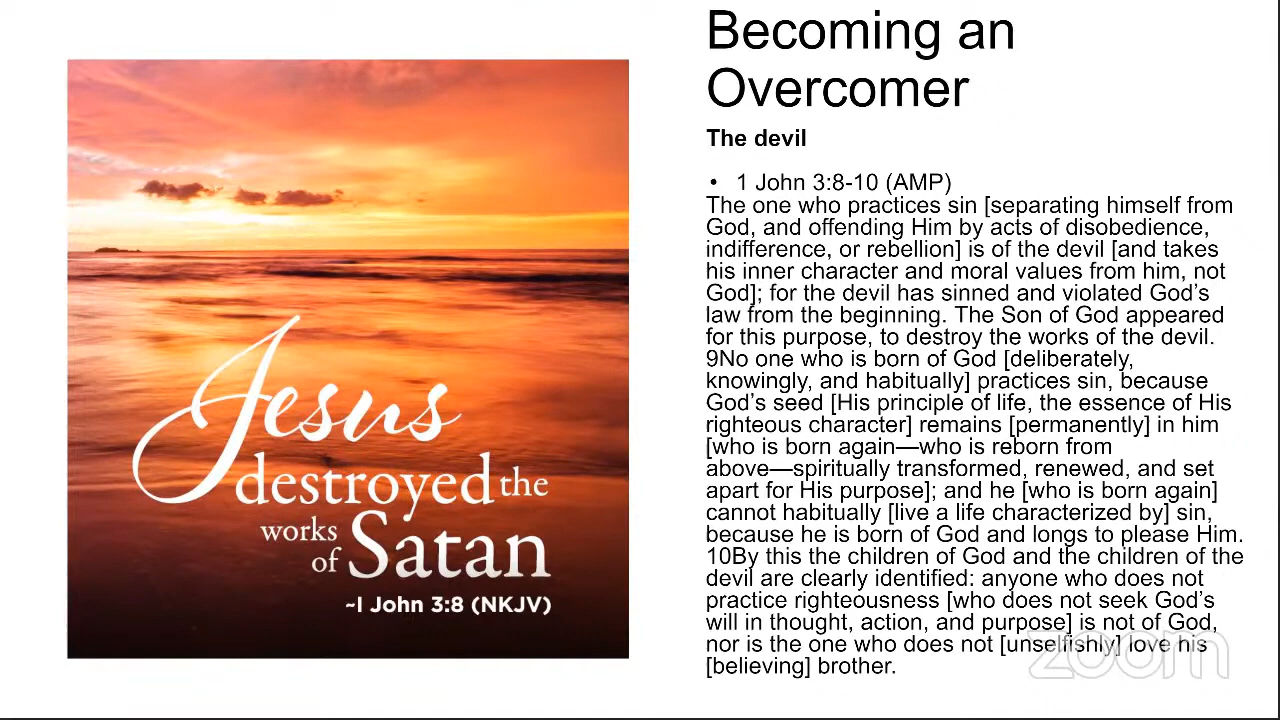 Becoming an
Overcomer
The devil
• 1 John 3:8-10 (AMP)
The one who practices sin [separating himself from
God, and offending Him by acts of disobedience,
indifference, or rebellion] is of the devil [and takes
his inner character and moral values from him, not
God]; for the devil has sinned and violated God’s
law from the beginning. The Son of God appeared
for this purpose, to destroy the works of the devil.
9No one who is born of God [deliberately,
knowingly, and habitually] practices sin, because
God’s seed [His principle of life, the essence of His
righteous character] remains [permanently] in him
[who is born again—who is reborn from
above—spiritually transformed, renewed, and set
apart for His purpose]; and he [who is born again]
cannot habitually [live a life characterized by] sin,
because he is born of God and longs to please Him.
10By this the children of God and the children of the
devil are clearly identified: anyone who does not
practice righteousness [who does not seek God’s
will in thought, action, and purpose] is not of God,
nor is the one who does not [unselfishly] love his
[believing] brother.
Jesus
destroyed the
works
of Satan
~I John 3:8 (NKJV)
zoom